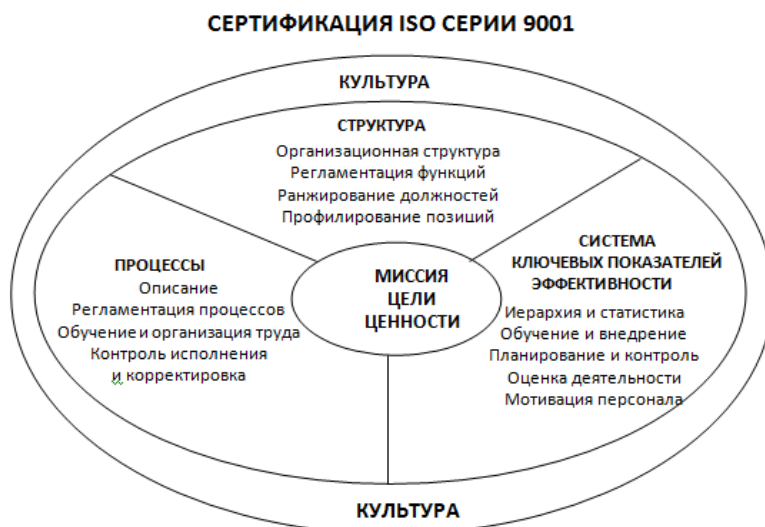 СЕРТИФИКАЦИЯ ISO СЕРИИ 9001
КУЛЬТУРА
СТРУКТУРА
Организационная структура
Регламентация функций
Ранжирование должностей
Профилирование позиций
ПРОЦЕССЫ
Описание
Регламентация процессов
Обучение и организация труда
Контроль исполнения
и корректировка
МИССИЯ
ЦЕЛИ
ЦЕННОСТИ
СИСТЕМА
КЛЮЧЕВЫХ ПОКАЗАТЕЛЕЙ
ЭФФЕКТИВНОСТИ
Иерархия и статистика
Обучение и внедрение
Планирование и контроль
Оценка деятельности
Мотивация персонала
КУЛЬТУРА